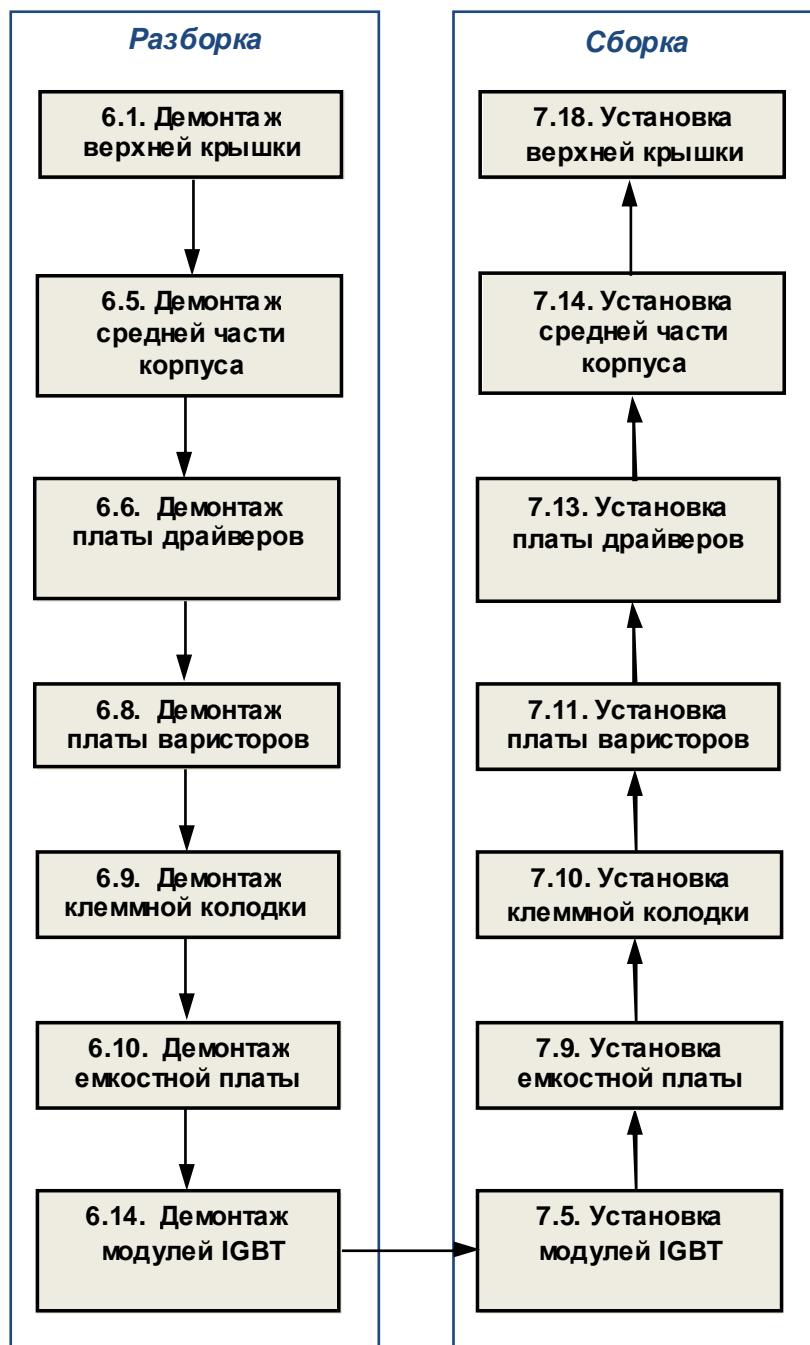 Разборка
6.1. Демонтаж
верхней крышки
6.5. Демонтаж
средней части
корпуса
6.6. Демонтаж
платы драйверов
6.8. Демонтаж
платы варисторов
6.9. Демонтаж
клеммной колодки
6.10. Демонтаж
емкостной платы
6.14. Демонтаж
модулей IGBT
Сборка
7.18. Установка
верхней крышки
7.14. Установка
средней части
корпуса
7.13. Установка
платы драйверов
7.11. Установка
платы варисторов
7.10. Установка
клеммной колодки
7.9. Установка
емкостной платы
7.5. Установка
модулей IGBT